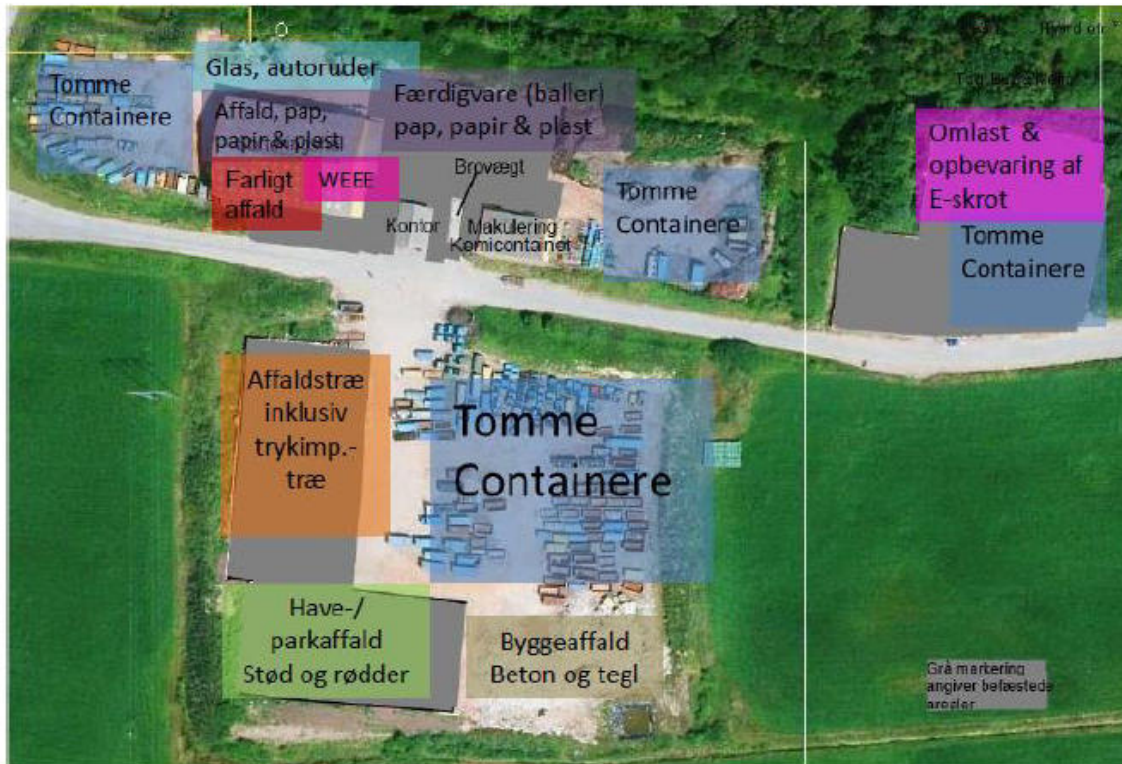 Glas, autoruder
Tomme
Containere
Affald, pap,
papir & plast
Færdigvare (baller)
pap, papir & plast
Omlast &
opbevaring af
E-skrot
Farligt
affald
WEEE
Brovægt
Kontor
Makulering
Kemicontainer
Tomme
Containere
Tomme
Containere
Affaldstræ
inklusiv
trykimp.-
træ
Tomme
Containere
Have-/
parkaffald
Stød og rødder
Byggeaffald
Beton og tegl
Grå markering
angiver befæstede
arealer